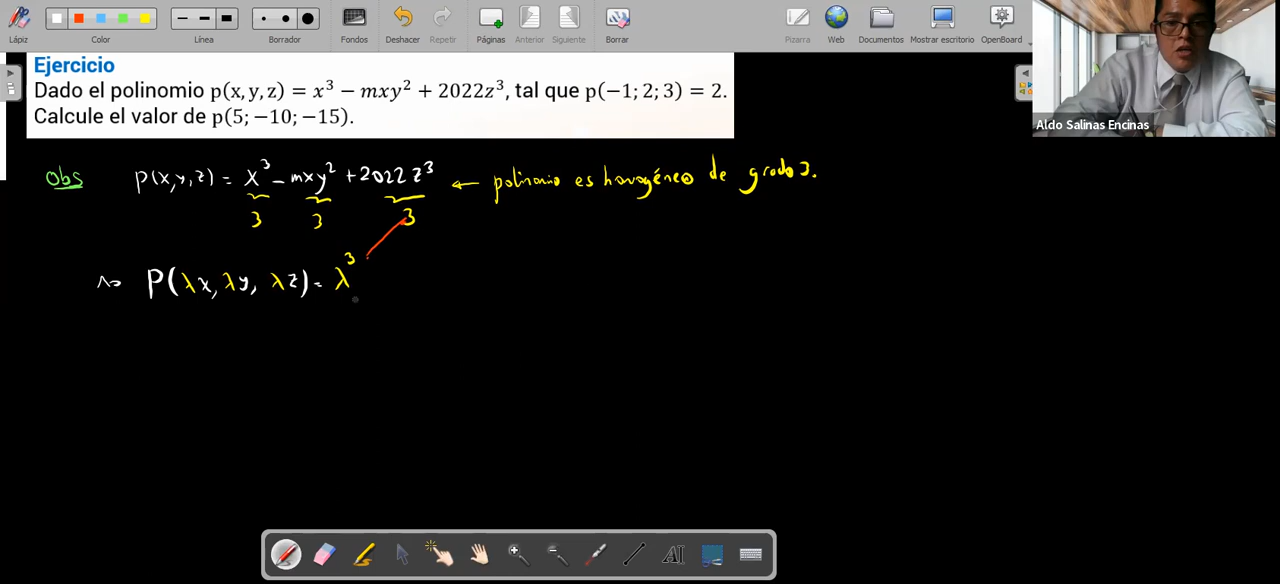 Lápiz Color Línea Borrador Fondos Deshacer Repetir Páginas Anterior Siguiente Borrar Pizarra Web Documentos Mostrar escritorio OpenBoard
Ejercicio
Dado el polinomio p(x, y, z) = x³ − mxy² + 2022z³, tal que p(−1; 2; 3) = 2.
Calcule el valor de p(5; −10; −15).
Aldo Salinas Encinas
Obs p(x,y,z) = x³ - mxy² + 2022z³ ← polinomio es homogéneo de grado 3.
3 3 3
⇒ P(λx, λy, λz) = λ³
AI